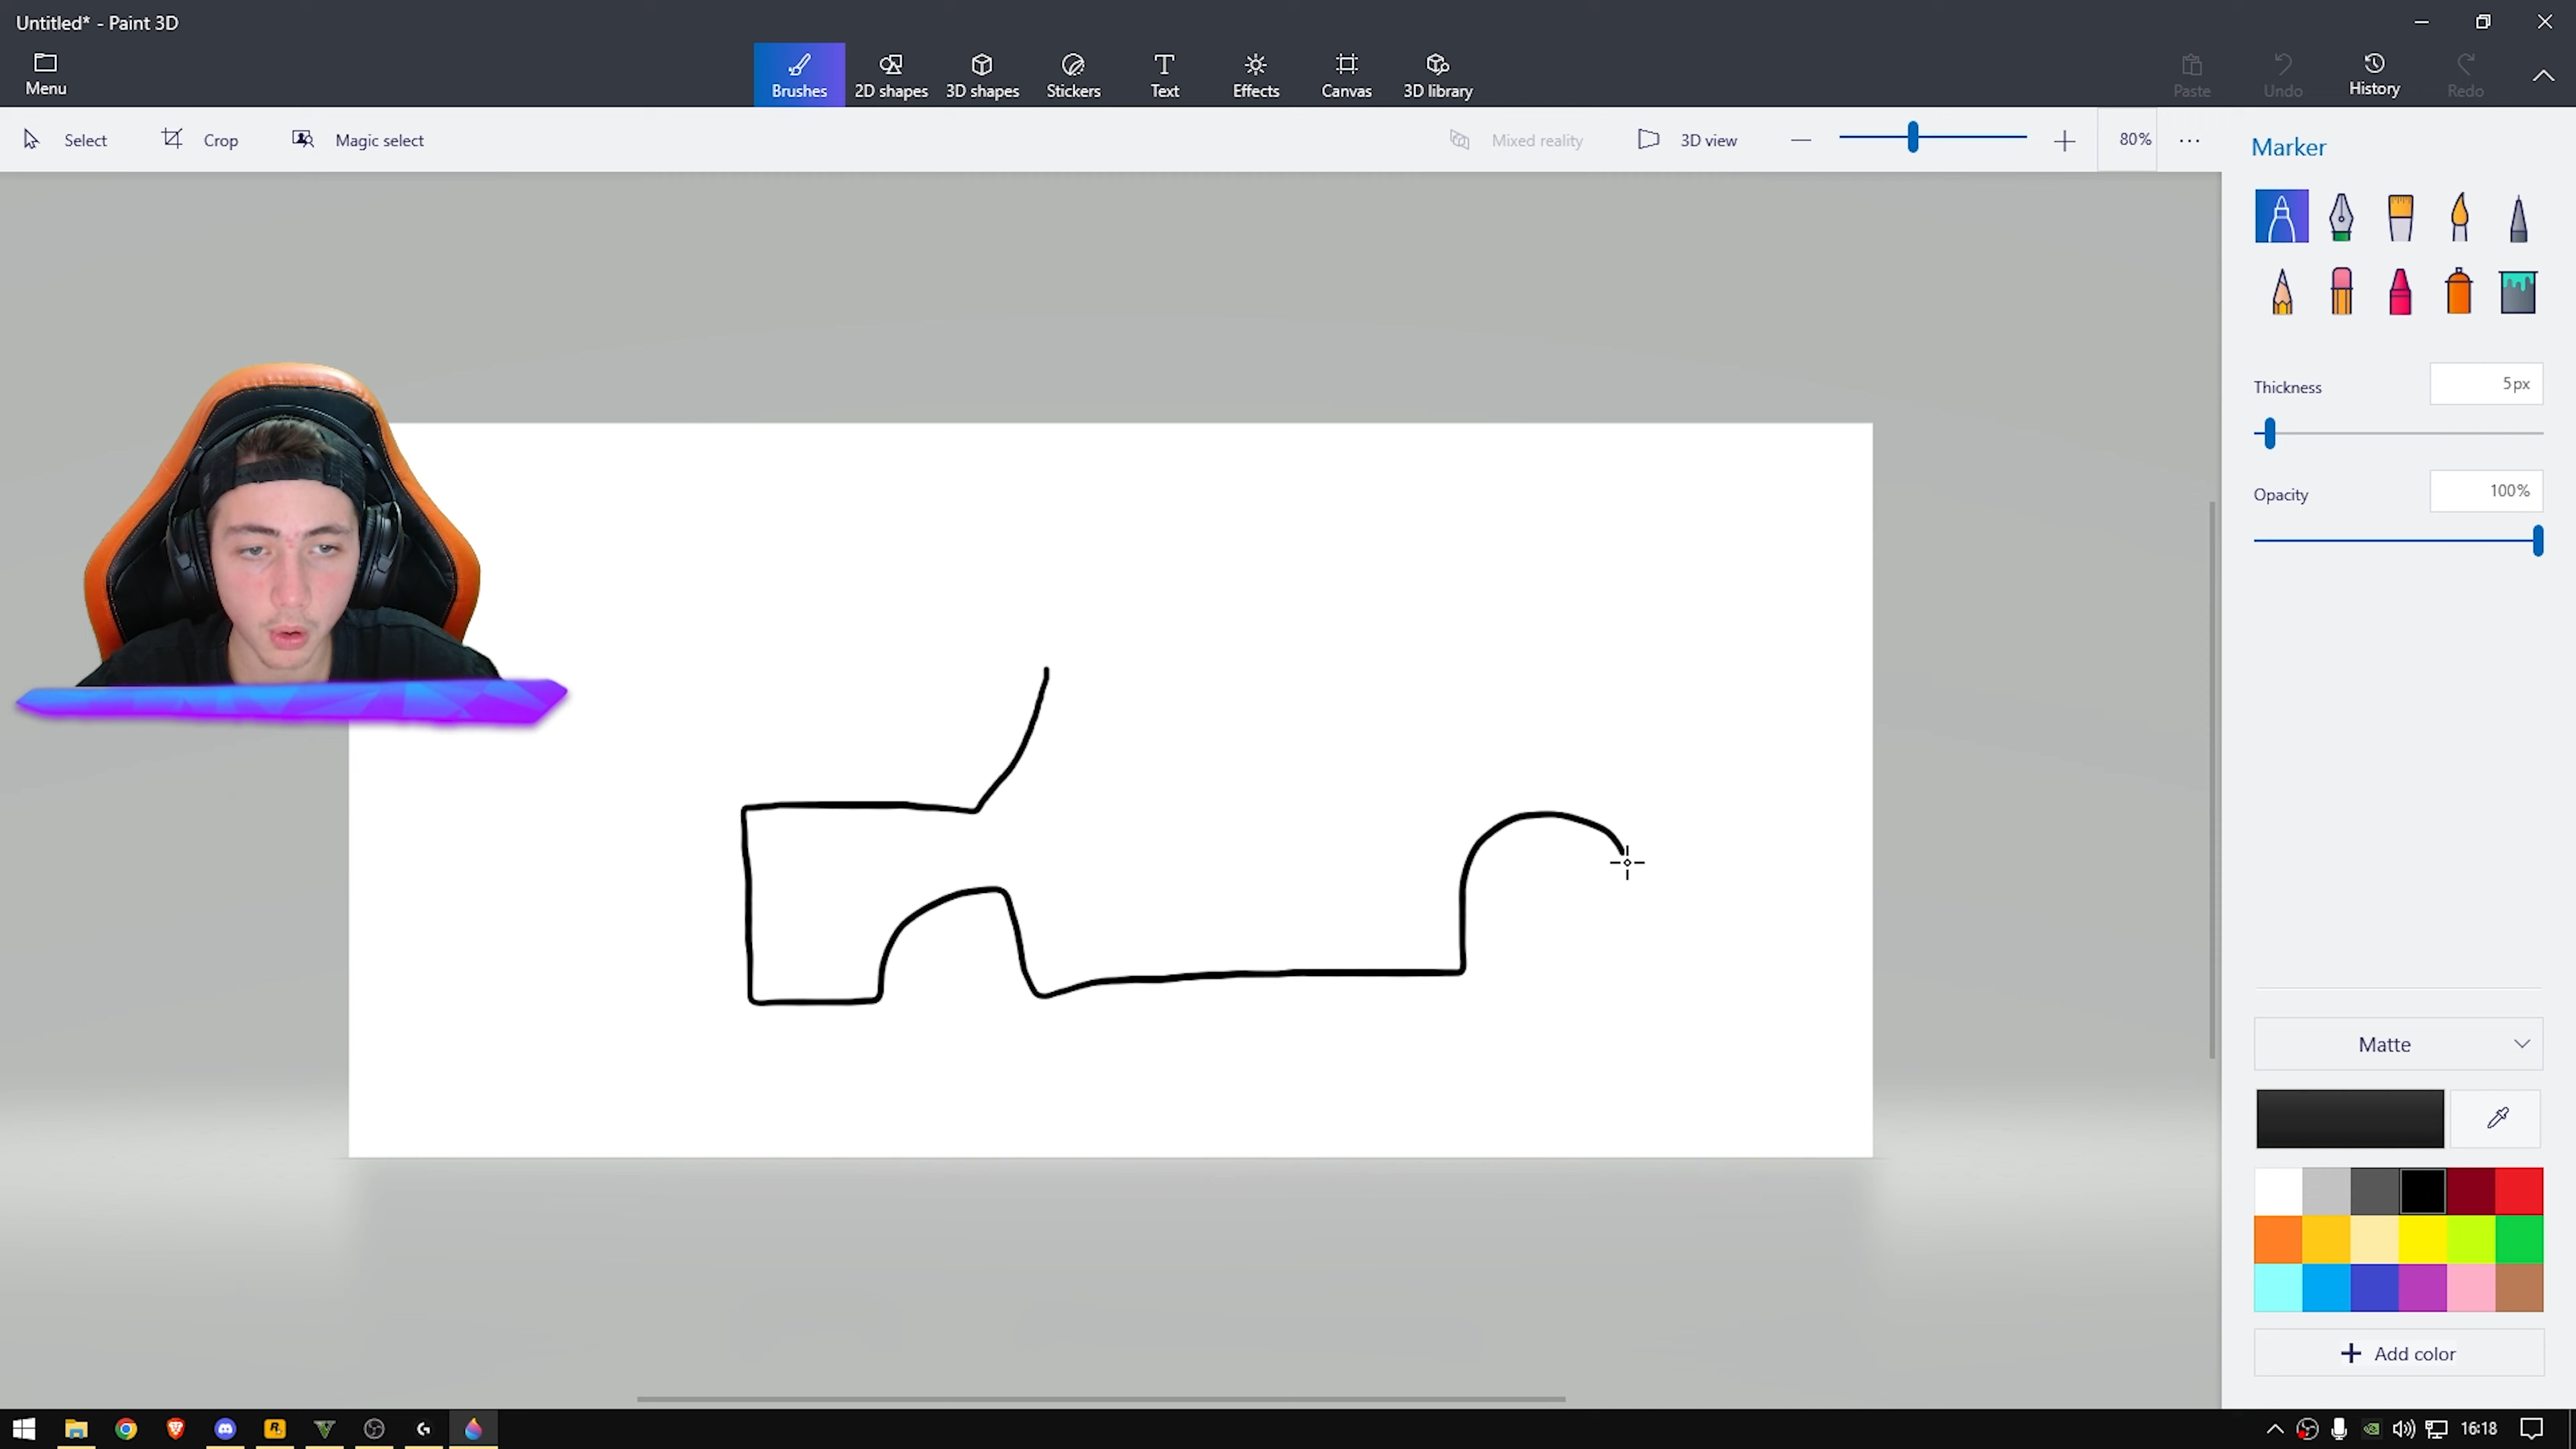 Untitled* - Paint 3D
Menu
Brushes
2D shapes
3D shapes
Stickers
Text
Effects
Canvas
3D library
Paste
Undo
History
Redo
Select
Crop
Magic select
Mixed reality
3D view
80%
Marker
Thickness
5px
Opacity
100%
Matte
Add color
16:18